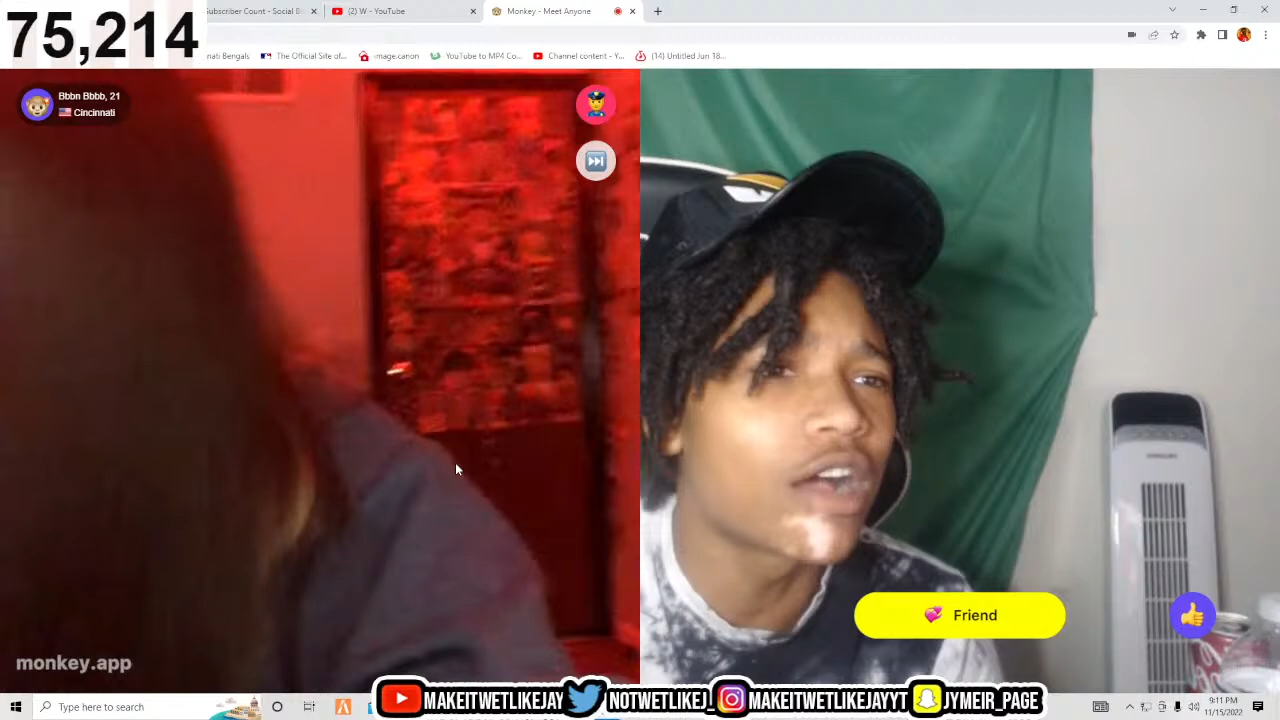 75,214
Subscriber Count - Social B
(2) W - YouTube
Monkey - Meet Anyone
nati Bengals
The Official Site of...
image.canon
YouTube to MP4 Co...
Channel content - Y...
(14) Untitled Jun 18...
Bbbn Bbbb, 21
Cincinnati
Friend
monkey.app
Type here to search
MAKEITWETLIKEJAY
NOTWETLIKEJ_
MAKEITWETLIKEJAYYT
JYMEIR_PAGE
9:11 PM
11/15/2022